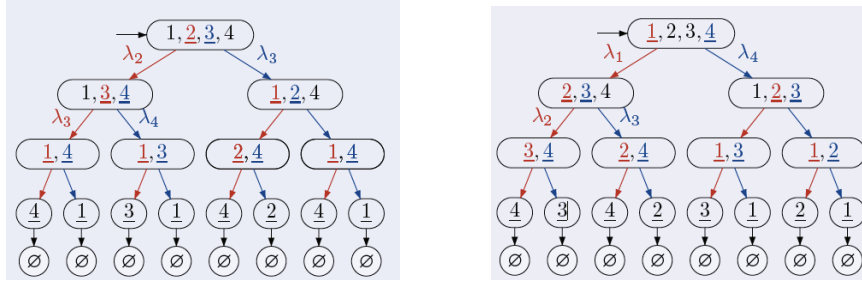 1, 2, 3, 4
λ₂ λ₃
1, 3, 4 1, 2, 4
λ₃ λ₄
1, 4 1, 3 2, 4 1, 4
4 1 3 1 4 2 4 1
∅ ∅ ∅ ∅ ∅ ∅ ∅ ∅
1, 2, 3, 4
λ₁ λ₄
2, 3, 4 1, 2, 3
λ₂ λ₃
3, 4 2, 4 1, 3 1, 2
4 3 4 2 3 1 2 1
∅ ∅ ∅ ∅ ∅ ∅ ∅ ∅